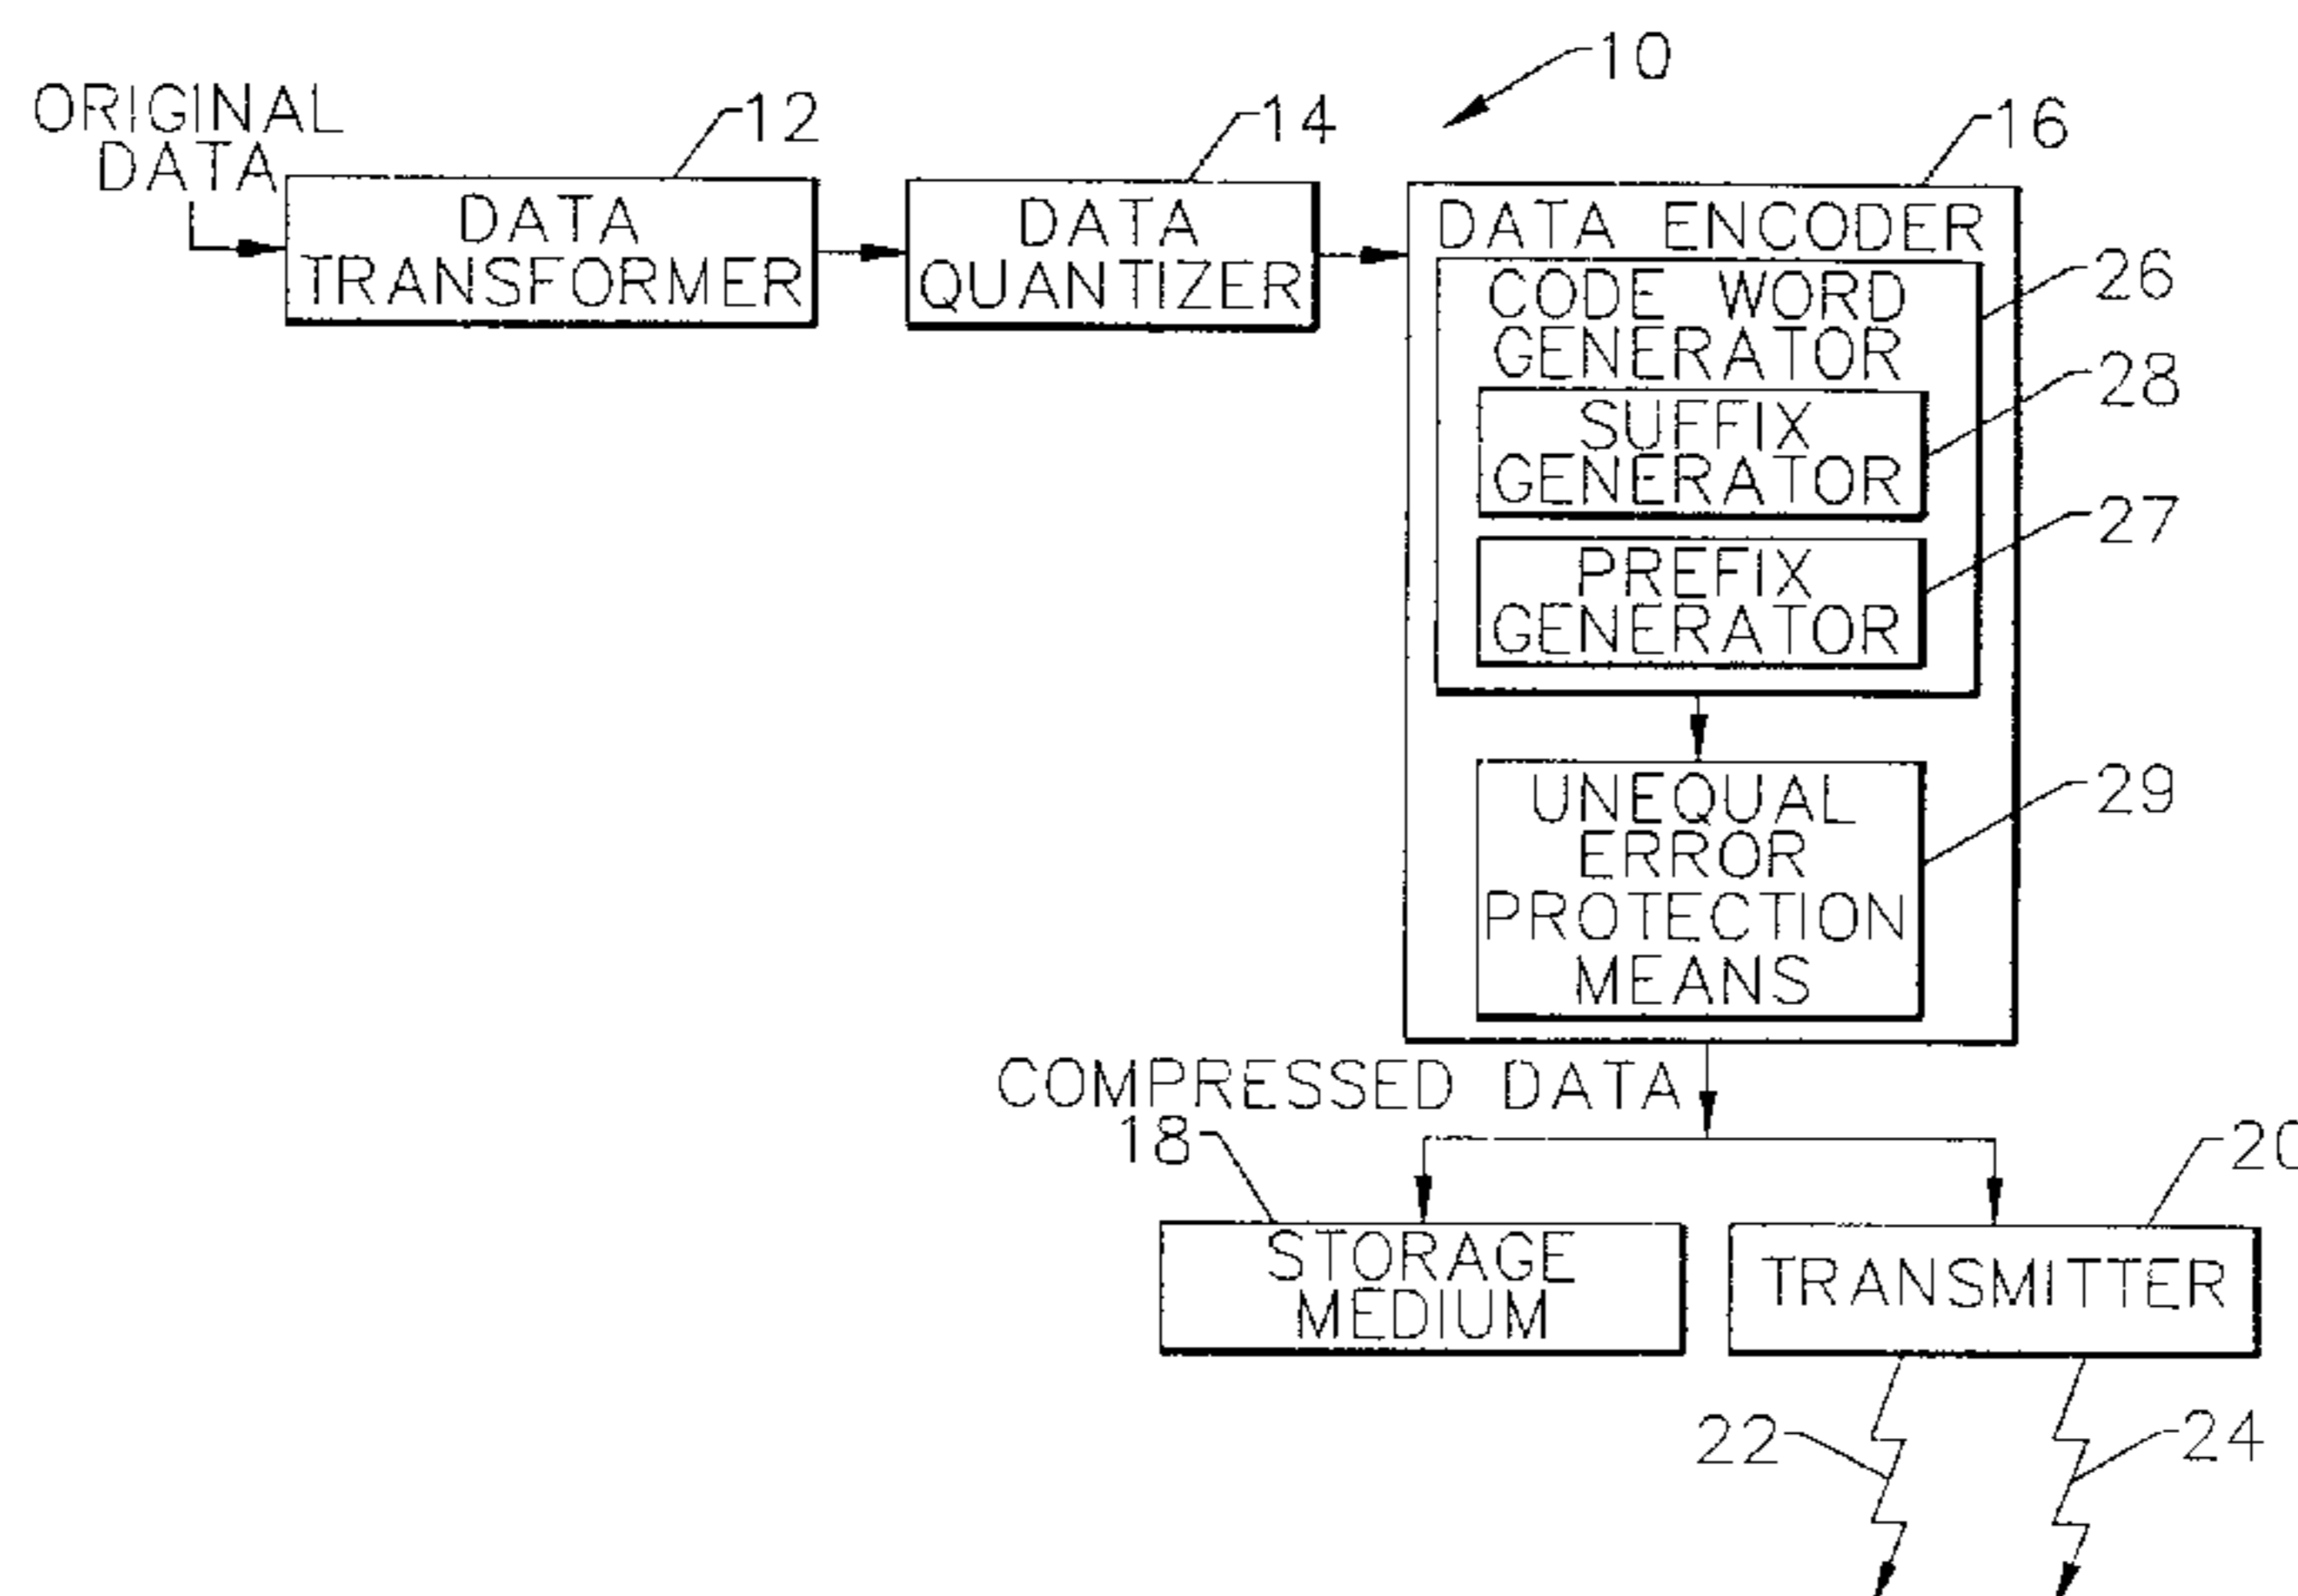 10
ORIGINAL
DATA
12
14
16
DATA
TRANSFORMER
DATA
QUANTIZER
DATA ENCODER
26
CODE WORD
GENERATOR
28
SUFFIX
GENERATOR
27
PREFIX
GENERATOR
29
UNEQUAL
ERROR
PROTECTION
MEANS
COMPRESSED DATA
18
20
STORAGE
MEDIUM
TRANSMITTER
22
24